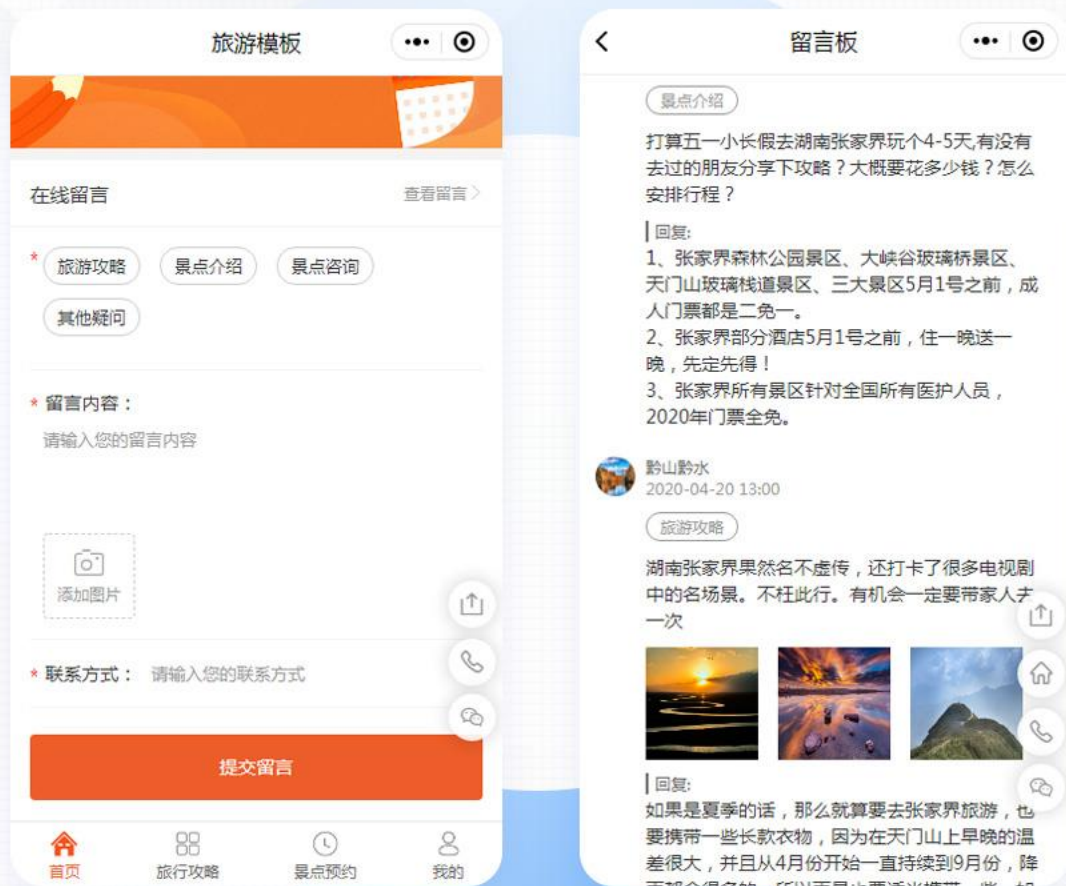 旅游模板
在线留言
查看留言
* 旅游攻略
景点介绍
景点咨询
其他疑问
* 留言内容：
请输入您的留言内容
添加图片
* 联系方式：
请输入您的联系方式
提交留言
首页
旅行攻略
景点预约
我的
留言板
景点介绍
打算五一小长假去湖南张家界玩个4-5天,有没有
去过的朋友分享下攻略？大概要花多少钱？怎么
安排行程？
回复:
1、张家界森林公园景区、大峡谷玻璃桥景区、
天门山玻璃栈道景区、三大景区5月1号之前，成
人门票都是二免一。
2、张家界部分酒店5月1号之前，住一晚送一
晚，先定先得！
3、张家界所有景区针对全国所有医护人员，
2020年门票全免。
黔山黔水
2020-04-20 13:00
旅游攻略
湖南张家界果然名不虚传，还打卡了很多电视剧
中的名场景。不枉此行。有机会一定要带家人去
一次
回复:
如果是夏季的话，那么就算要去张家界旅游，也
要携带一些长款衣物，因为在天门山上早晚的温
差很大，并且从4月份开始一直持续到9月份，降